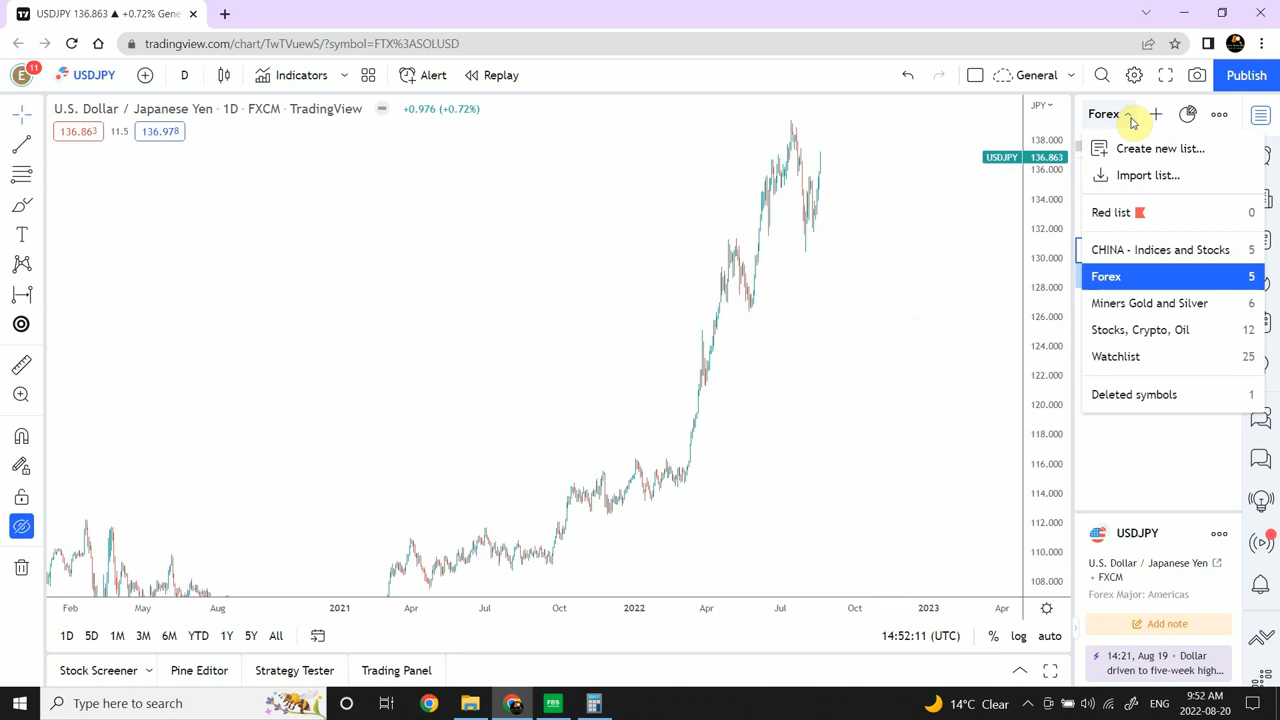 USDJPY 136.863 ▲ +0.72% General
tradingview.com/chart/TwTVuewS/?symbol=FTX%3ASOLUSD
E
11
USDJPY
D
Indicators
Alert
Replay
General
Publish
U.S. Dollar / Japanese Yen · 1D · FXCM · TradingView
+0.976 (+0.72%)
136.863
11.5
136.978
JPY
138.000
USDJPY 136.863
136.000
134.000
132.000
130.000
128.000
126.000
124.000
122.000
120.000
118.000
116.000
114.000
112.000
110.000
108.000
Feb
May
Aug
2021
Apr
Jul
Oct
2022
Apr
Jul
Oct
2023
Apr
1D
5D
1M
3M
6M
YTD
1Y
5Y
All
14:52:11 (UTC)
%
log
auto
Stock Screener
Pine Editor
Strategy Tester
Trading Panel
Forex
Create new list...
Import list...
Red list 0
CHINA - Indices and Stocks 5
Forex 5
Miners Gold and Silver 6
Stocks, Crypto, Oil 12
Watchlist 25
Deleted symbols 1
USDJPY
U.S. Dollar / Japanese Yen
• FXCM
Forex Major: Americas
Add note
14:21, Aug 19 • Dollar
driven to five-week high...
Type here to search
FBS
14°C Clear
ENG
9:52 AM
2022-08-20